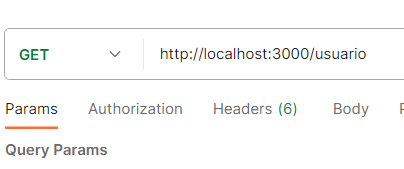 GET http://localhost:3000/usuario
Params Authorization Headers (6) Body
Query Params